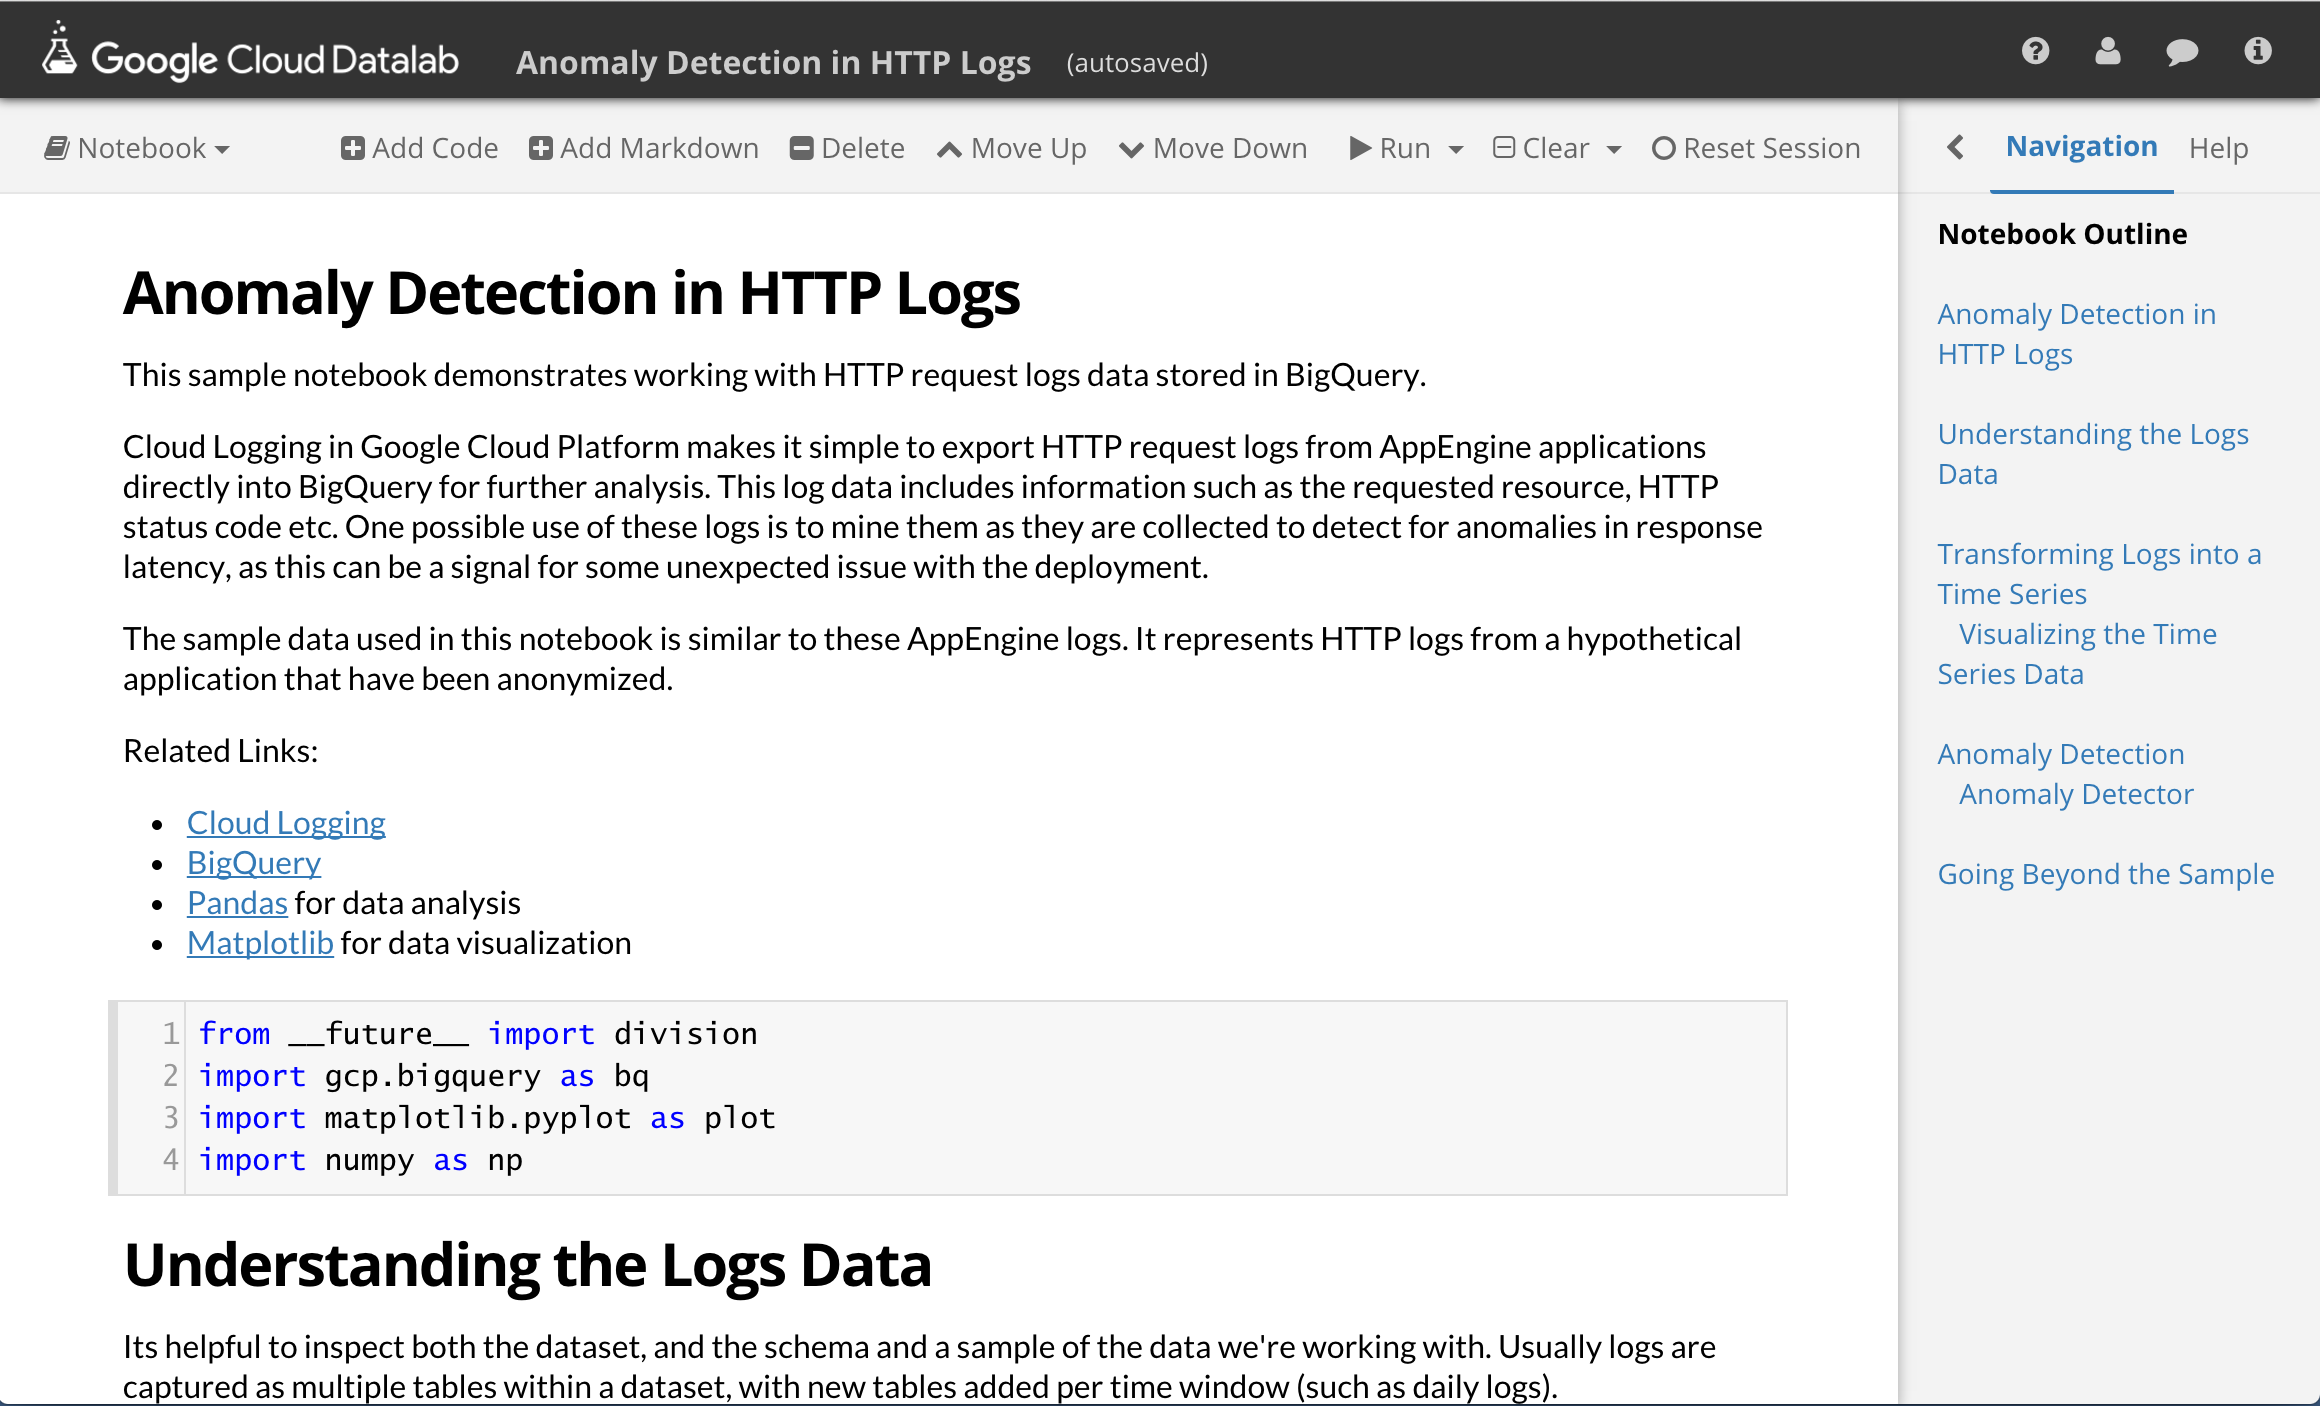 Google Cloud Datalab Anomaly Detection in HTTP Logs (autosaved)
Notebook Add Code Add Markdown Delete Move Up Move Down Run Clear Reset Session
Anomaly Detection in HTTP Logs
This sample notebook demonstrates working with HTTP request logs data stored in BigQuery.
Cloud Logging in Google Cloud Platform makes it simple to export HTTP request logs from AppEngine applications
directly into BigQuery for further analysis. This log data includes information such as the requested resource, HTTP
status code etc. One possible use of these logs is to mine them as they are collected to detect for anomalies in response
latency, as this can be a signal for some unexpected issue with the deployment.
The sample data used in this notebook is similar to these AppEngine logs. It represents HTTP logs from a hypothetical
application that have been anonymized.
Related Links:
Cloud Logging
BigQuery
Pandas for data analysis
Matplotlib for data visualization
1 from __future__ import division
2 import gcp.bigquery as bq
3 import matplotlib.pyplot as plot
4 import numpy as np
Understanding the Logs Data
Its helpful to inspect both the dataset, and the schema and a sample of the data we're working with. Usually logs are
captured as multiple tables within a dataset, with new tables added per time window (such as daily logs).
Navigation Help
Notebook Outline
Anomaly Detection in
HTTP Logs
Understanding the Logs
Data
Transforming Logs into a
Time Series
Visualizing the Time
Series Data
Anomaly Detection
Anomaly Detector
Going Beyond the Sample